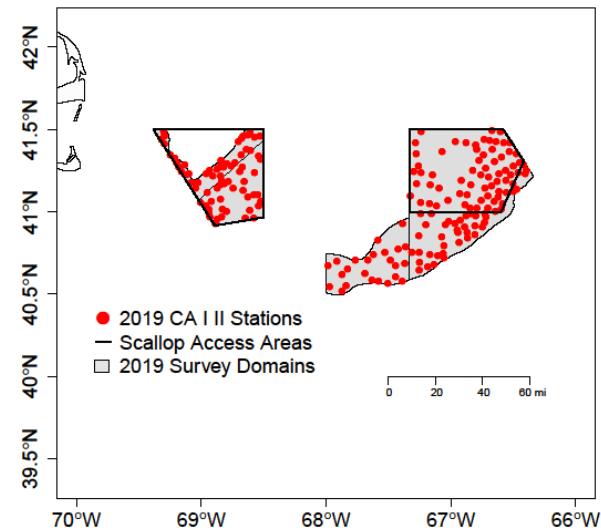 42°N
41.5°N
41°N
40.5°N
40°N
39.5°N
2019 CA I II Stations
Scallop Access Areas
2019 Survey Domains
0 20 40 60 mi
70°W 69°W 68°W 67°W 66°W